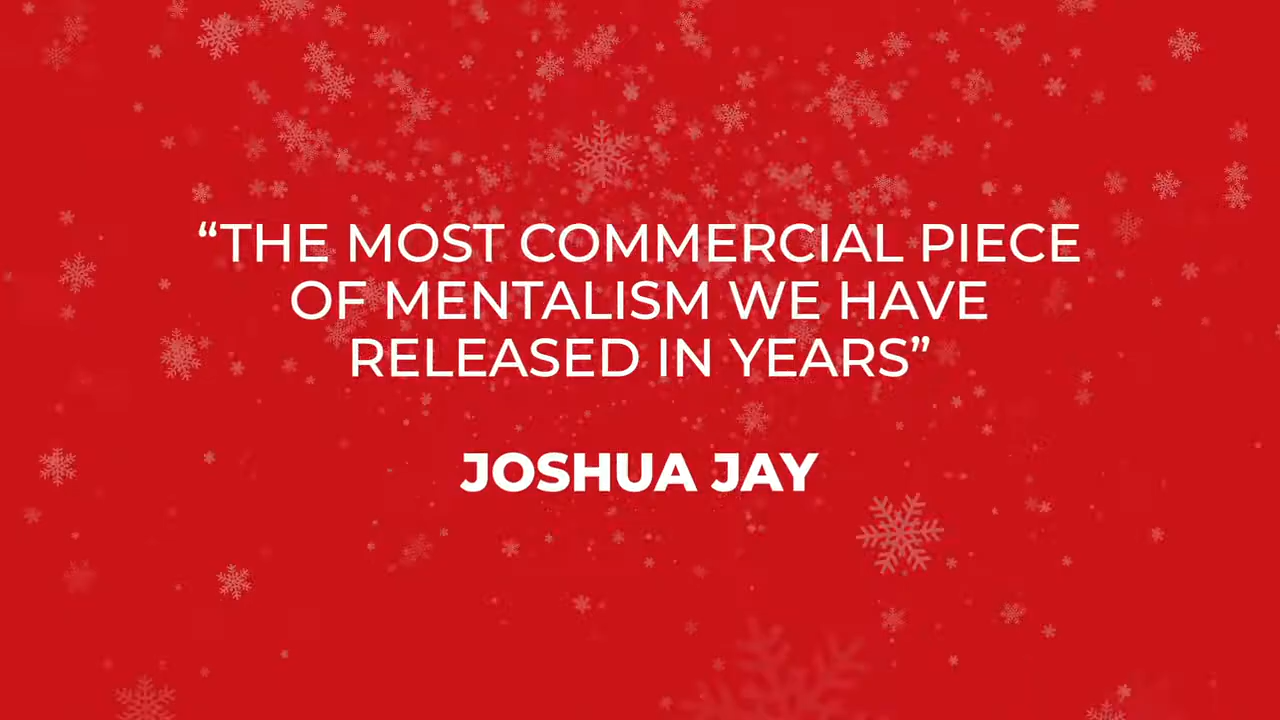 “THE MOST COMMERCIAL PIECE
OF MENTALISM WE HAVE
RELEASED IN YEARS”
JOSHUA JAY